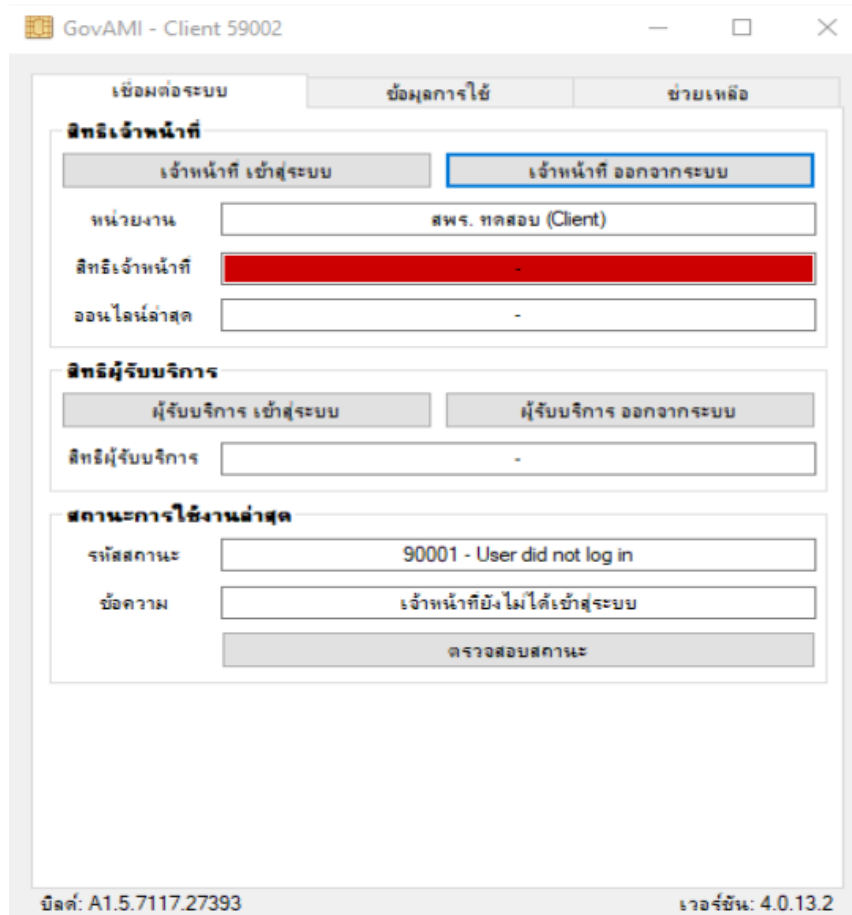 GovAMI - Client 59002
เชื่อมต่อระบบ ข้อมูลการใช้ ช่วยเหลือ
สิทธิเจ้าหน้าที่
เจ้าหน้าที่ เข้าสู่ระบบ เจ้าหน้าที่ ออกจากระบบ
หน่วยงาน สพร. ทดสอบ (Client)
สิทธิเจ้าหน้าที่ -
ออนไลน์ล่าสุด -
สิทธิผู้รับบริการ
ผู้รับบริการ เข้าสู่ระบบ ผู้รับบริการ ออกจากระบบ
สิทธิผู้รับบริการ -
สถานะการใช้งานล่าสุด
รหัสสถานะ 90001 - User did not log in
ข้อความ เจ้าหน้าที่ยังไม่ได้เข้าสู่ระบบ
ตรวจสอบสถานะ
บิลด์: A1.5.7117.27393 เวอร์ชัน: 4.0.13.2